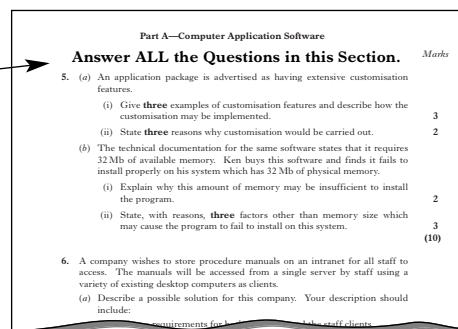 Part A—Computer Application Software
Answer ALL the Questions in this Section.
Marks
5. (a) An application package is advertised as having extensive customisation
features.
(i) Give three examples of customisation features and describe how the
customisation may be implemented. 3
(ii) State three reasons why customisation would be carried out. 2
(b) The technical documentation for the same software states that it requires
32 Mb of available memory. Ken buys this software and finds it fails to
install properly on his system which has 32 Mb of physical memory.
(i) Explain why this amount of memory may be insufficient to install
the program. 2
(ii) State, with reasons, three factors other than memory size which
may cause the program to fail to install on this system. 3
(10)
6. A company wishes to store procedure manuals on an intranet for all staff to
access. The manuals will be accessed from a single server by staff using a
variety of existing desktop computers as clients.
(a) Describe a possible solution for this company. Your description should
include:
requirements for the staff clients